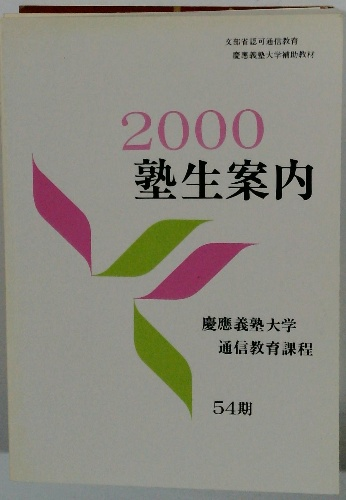 文部省認可通信教育
慶應義塾大学補助教材
2000
塾生案内
慶應義塾大学
通信教育課程
54期